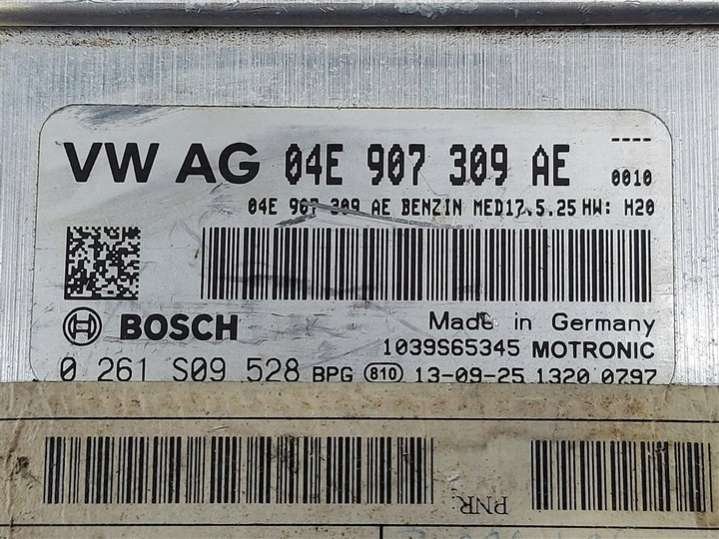 ----
VW AG 04E 907 309 AE 0010
04E 907 309 AE BENZIN MED17.5.25 HW: H20
BOSCH Made in Germany
1039S65345 MOTRONIC
0 261 S09 528 BPG 810 13-09-25 1320 0797
PNR